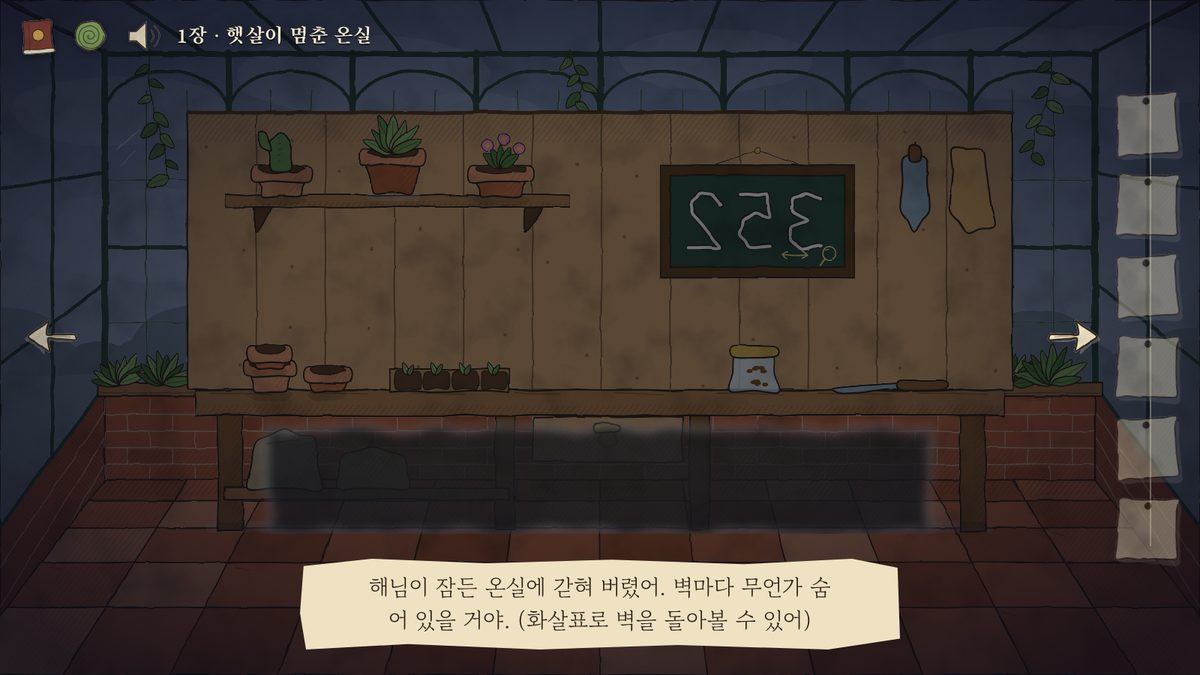 1장 · 햇살이 멈춘 온실
352
해님이 잠든 온실에 갇혀 버렸어. 벽마다 무언가 숨
어 있을 거야. (화살표로 벽을 돌아볼 수 있어)